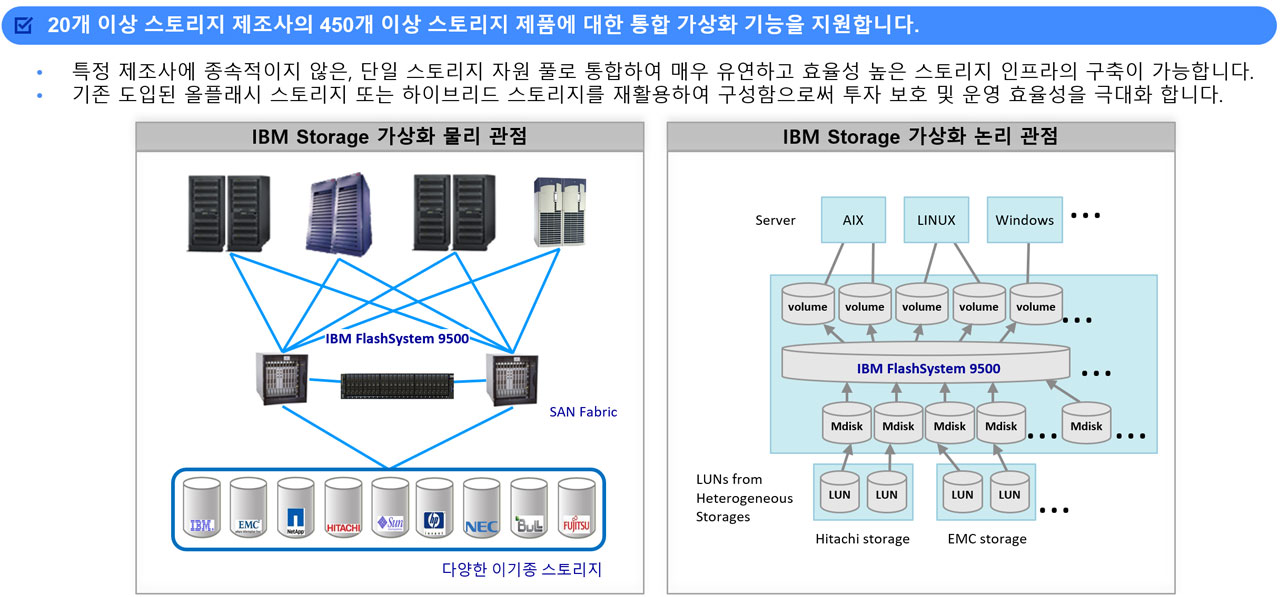 20개 이상 스토리지 제조사의 450개 이상 스토리지 제품에 대한 통합 가상화 기능을 지원합니다.
• 특정 제조사에 종속적이지 않은, 단일 스토리지 자원 풀로 통합하여 매우 유연하고 효율성 높은 스토리지 인프라의 구축이 가능합니다.
• 기존 도입된 올플래시 스토리지 또는 하이브리드 스토리지를 재활용하여 구성함으로써 투자 보호 및 운영 효율성을 극대화 합니다.
IBM Storage 가상화 물리 관점
IBM FlashSystem 9500
SAN Fabric
IBM EMC² NetApp HITACHI Sun hp invent NEC Bull FUJITSU
다양한 이기종 스토리지
IBM Storage 가상화 논리 관점
Server AIX LINUX Windows •••
volume volume volume volume volume •••
IBM FlashSystem 9500 •••
Mdisk Mdisk Mdisk Mdisk ••• Mdisk •••
LUNs from
Heterogeneous
Storages
LUN LUN LUN LUN •••
Hitachi storage EMC storage